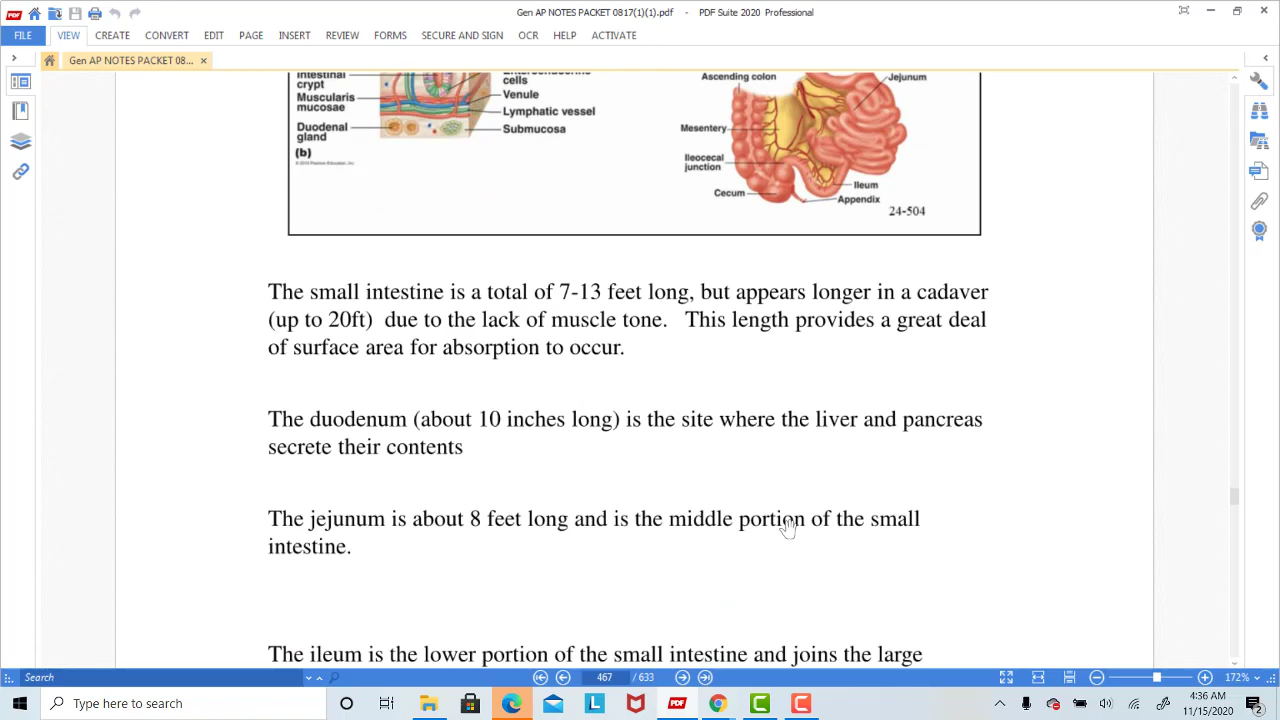 Gen AP NOTES PACKET 0817(1)(1).pdf - PDF Suite 2020 Professional
FILE VIEW CREATE CONVERT EDIT PAGE INSERT REVIEW FORMS SECURE AND SIGN OCR HELP ACTIVATE
Gen AP NOTES PACKET 08...
Intestinal
crypt
Muscularis
mucosae
Duodenal
gland
(b)
Enteroendocrine
cells
Venule
Lymphatic vessel
Submucosa
Ascending colon
Jejunum
Mesentery
Ileocecal
junction
Cecum
Ileum
Appendix
24-504
The small intestine is a total of 7-13 feet long, but appears longer in a cadaver
(up to 20ft) due to the lack of muscle tone. This length provides a great deal
of surface area for absorption to occur.
The duodenum (about 10 inches long) is the site where the liver and pancreas
secrete their contents
The jejunum is about 8 feet long and is the middle portion of the small
intestine.
The ileum is the lower portion of the small intestine and joins the large
Search 467 / 633 172%
Type here to search
4:36 AM
11/15/2020